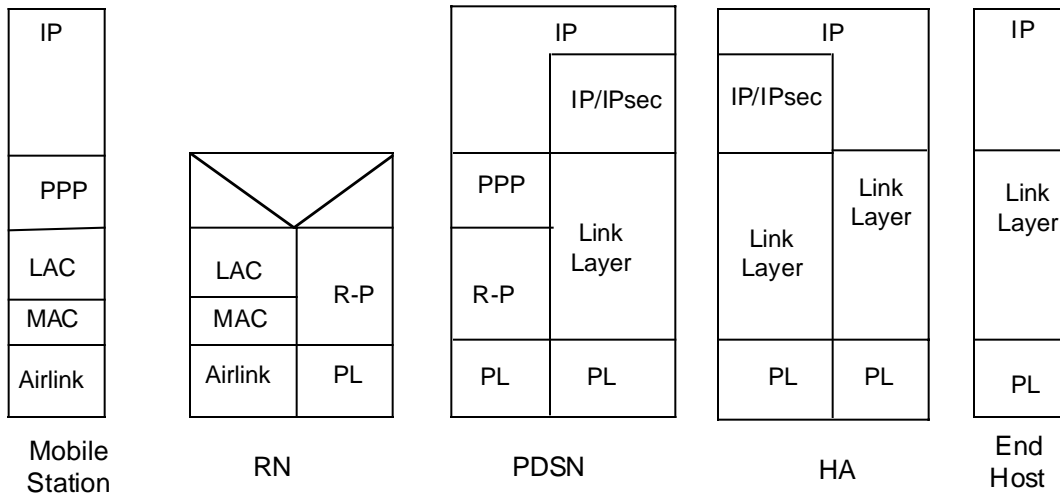 IP
PPP
LAC
MAC
Airlink
Mobile
Station
LAC
MAC
Airlink
R-P
PL
RN
IP
IP/IPsec
PPP
R-P
PL
Link
Layer
PL
PDSN
IP
IP/IPsec
Link
Layer
PL
Link
Layer
PL
HA
IP
Link
Layer
PL
End
Host